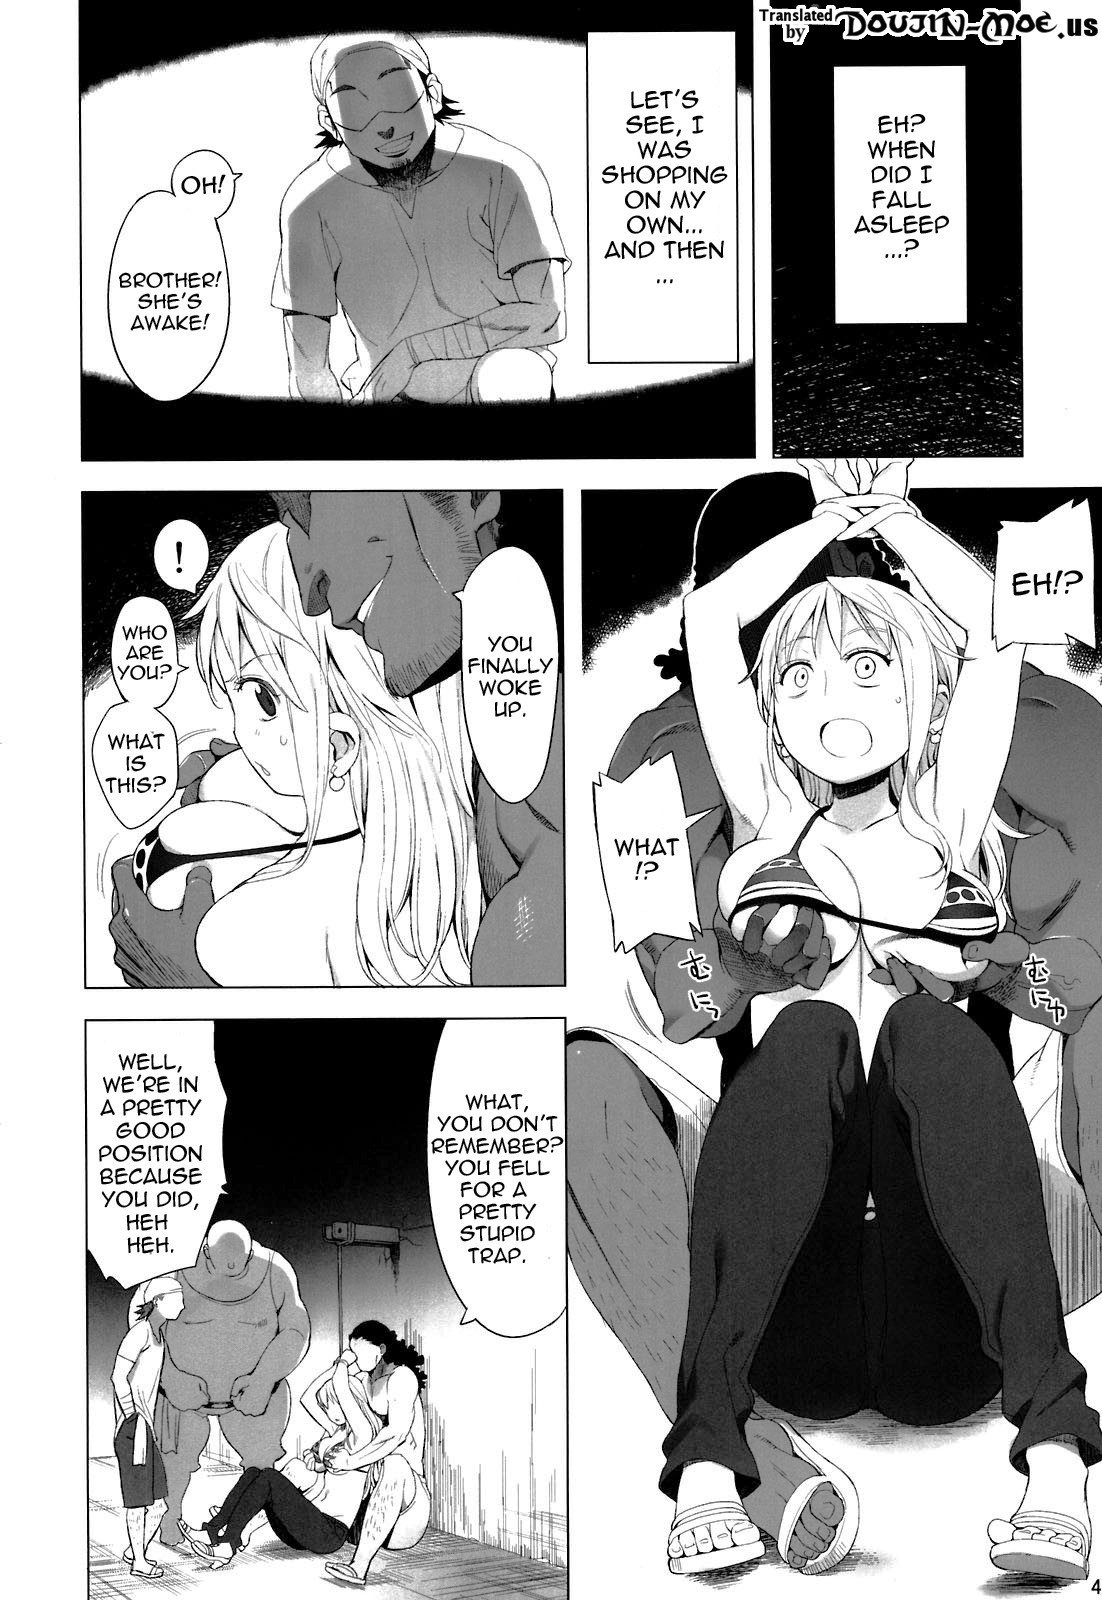 Translated
by
DOUJIN-MOE.us
EH?
WHEN
DID I
FALL
ASLEEP
...?
LET'S
SEE, I
WAS
SHOPPING
ON MY
OWN...
AND THEN
...
OH!
BROTHER!
SHE'S
AWAKE!
EH!?
WHAT
!?
むにゃ
むにっ
YOU
FINALLY
WOKE
UP.
!
WHO
ARE
YOU?
WHAT
IS
THIS?
WHAT,
YOU DON'T
REMEMBER?
YOU FELL
FOR A
PRETTY
STUPID
TRAP.
WELL,
WE'RE IN
A PRETTY
GOOD
POSITION
BECAUSE
YOU DID,
HEH
HEH.
4